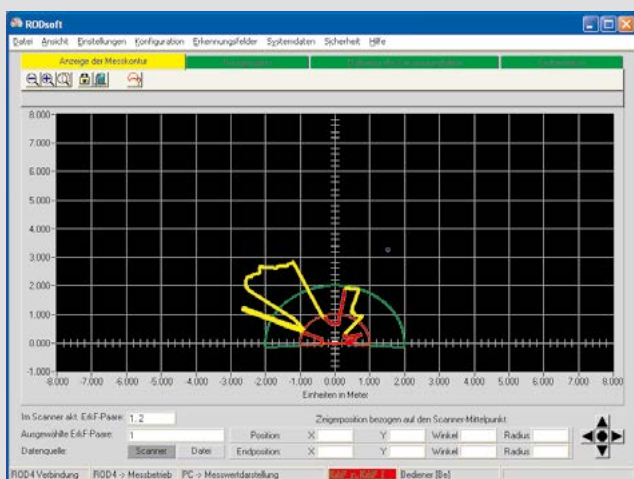 RODsoft
Datei Ansicht Einstellungen Konfiguration Erkennungsfelder Systemdaten Sicherheit Hilfe
Anzeige der Messkontur
8.000
7.000
6.000
5.000
4.000
3.000
2.000
1.000
0.000
-1.000
-8.000 -7.000 -6.000 -5.000 -4.000 -3.000 -2.000 -1.000 0.000 1.000 2.000 3.000 4.000 5.000 6.000 7.000 8.000
Einheiten in Meter
Im Scanner akt. ErkF-Paare: 1, 2
Zeigerposition bezogen auf den Scanner-Mittelpunkt
Ausgewählte ErkF-Paare: 1
Position: X Y Winkel Radius
Datenquelle: Scanner Datei
Endposition: X Y Winkel Radius
ROD4 Verbindung ROD4 -> Messbetrieb PC -> Messwertdarstellung Bediener [Be]